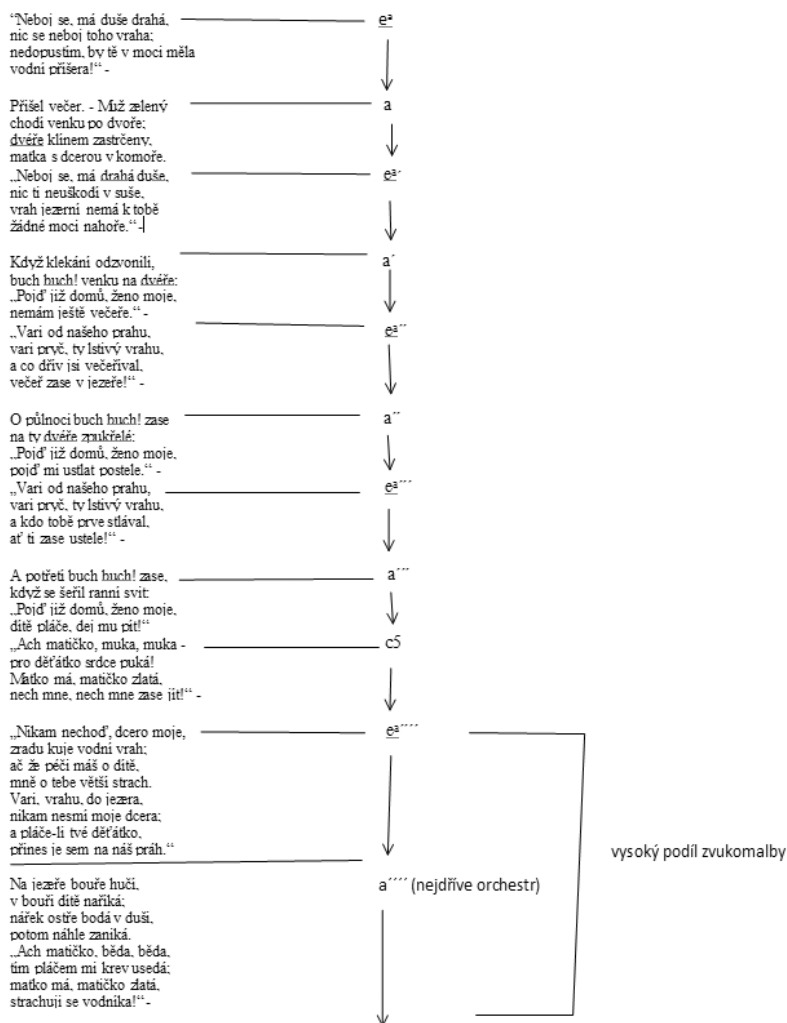 “Neboj se, má duše drahá, eª
nic se neboj toho vraha;
nedopustím, by tě v moci měla
vodní příšera!“ -
Přišel večer. - Muž zelený a
chodí venku po dvoře;
dvéře klínem zastrčeny,
matka s dcerou v komoře.
„Neboj se, má drahá duše, eª´
nic ti neuškodí v suše,
vrah jezerní nemá k tobě
žádné moci nahoře.“ -
Když klekání odzvonili, a´
buch buch! venku na dvéře:
„Pojď již domů, ženo moje,
nemám ještě večeře.“ -
„Vari od našeho prahu, eª´´
vari pryč, ty lstivý vrahu,
a co dřív jsi večeříval,
večeř zase v jezeře!“ -
O půlnoci buch buch! zase a´´
na ty dvéře zpukřelé:
„Pojď již domů, ženo moje,
pojď mi ustlat postele.“ -
„Vari od našeho prahu, eª´´´
vari pryč, ty lstivý vrahu,
a kdo tobě prve stlával,
ať ti zase ustele!“ -
A potřetí buch buch! zase, a´´´
když se šeřil ranní svit:
„Pojď již domů, ženo moje,
dítě pláče, dej mu pit!“
„Ach matičko, muka, muka - c5
pro děťátko srdce puká!
Matko má, matičko zlatá,
nech mne, nech mne zase jít!“ -
„Nikam nechoď, dcero moje, eª´´´´
zradu kuje vodní vrah;
ač že péči máš o dítě,
mně o tebe větší strach.
Vari, vrahu, do jezera,
nikam nesmí moje dcera;
a pláče-li tvé děťátko,
přines je sem na náš práh.“
vysoký podíl zvukomalby
Na jezeře bouře hučí, a´´´´ (nejdříve orchestr)
v bouři dítě naříká;
nářek ostře bodá v duši,
potom náhle zaniká.
„Ach matičko, běda, běda,
tím pláčem mi krev usedá;
matko má, matičko zlatá,
strachuji se vodníka!“ -